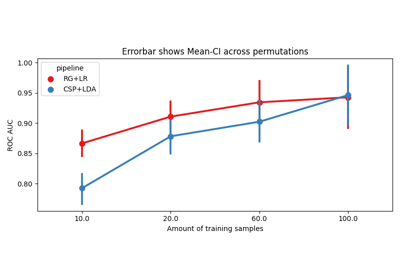 Errorbar shows Mean-CI across permutations
pipeline
RG+LR
CSP+LDA
ROC AUC
1.00
0.95
0.90
0.85
0.80
10.0 20.0 60.0 100.0
Amount of training samples